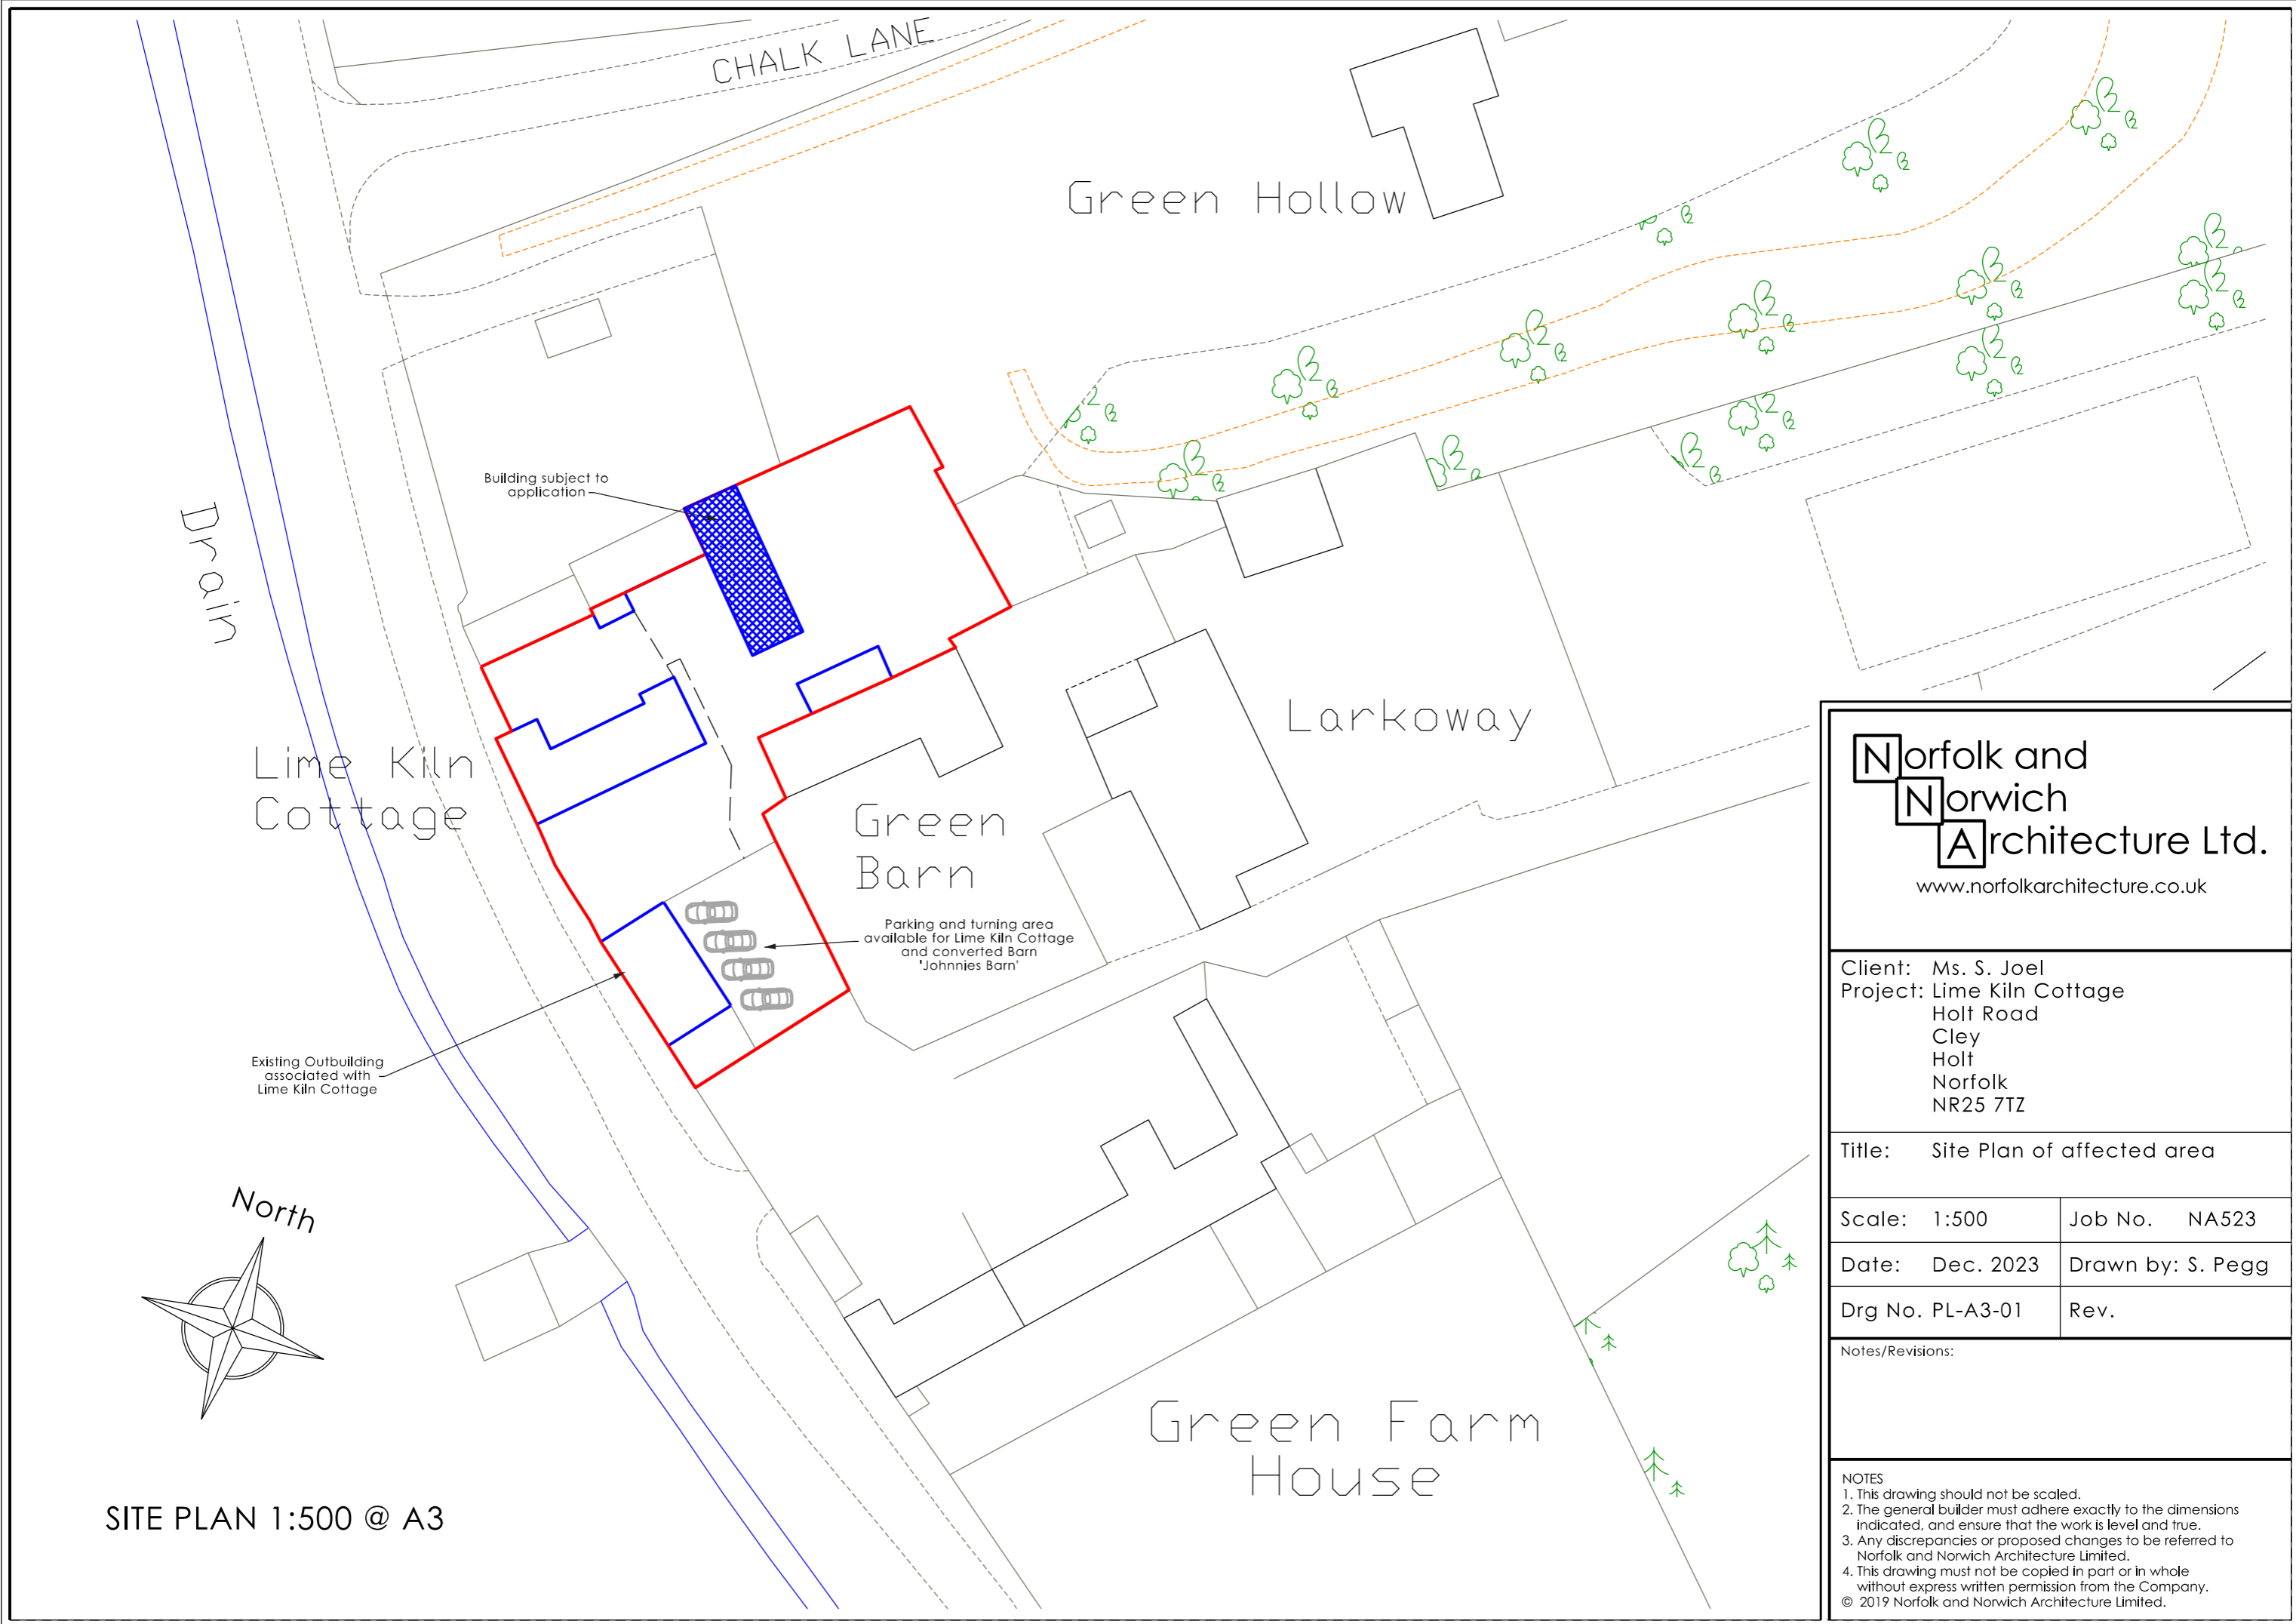 CHALK LANE
Green Hollow
Building subject to
application
Drain
Lime Kiln
Cottage
Larkoway
Green
Barn
Parking and turning area
available for Lime Kiln Cottage
and converted Barn
'Johnnies Barn'
Existing Outbuilding
associated with
Lime Kiln Cottage
North
Green Farm
House
SITE PLAN 1:500 @ A3
Norfolk and
Norwich
Architecture Ltd.
www.norfolkarchitecture.co.uk
Client: Ms. S. Joel
Project: Lime Kiln Cottage
Holt Road
Cley
Holt
Norfolk
NR25 7TZ
Title: Site Plan of affected area
Scale: 1:500 Job No. NA523
Date: Dec. 2023 Drawn by: S. Pegg
Drg No. PL-A3-01 Rev.
Notes/Revisions:
NOTES
1. This drawing should not be scaled.
2. The general builder must adhere exactly to the dimensions
indicated, and ensure that the work is level and true.
3. Any discrepancies or proposed changes to be referred to
Norfolk and Norwich Architecture Limited.
4. This drawing must not be copied in part or in whole
without express written permission from the Company.
© 2019 Norfolk and Norwich Architecture Limited.